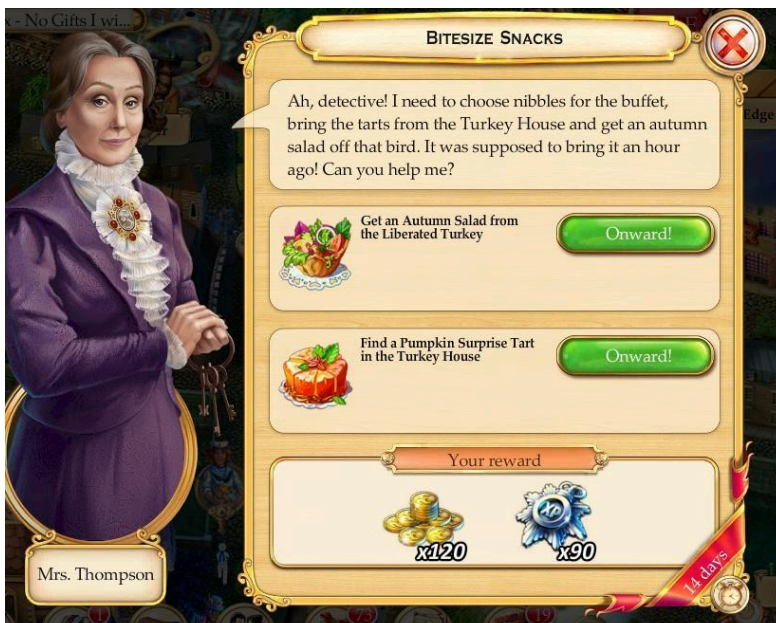 x - No Gifts I wi...
BITESIZE SNACKS
Edge
Ah, detective! I need to choose nibbles for the buffet,
bring the tarts from the Turkey House and get an autumn
salad off that bird. It was supposed to bring it an hour
ago! Can you help me?
Get an Autumn Salad from
the Liberated Turkey
Onward!
Find a Pumpkin Surprise Tart
in the Turkey House
Onward!
Your reward
XP
x120
x90
14 days
Mrs. Thompson